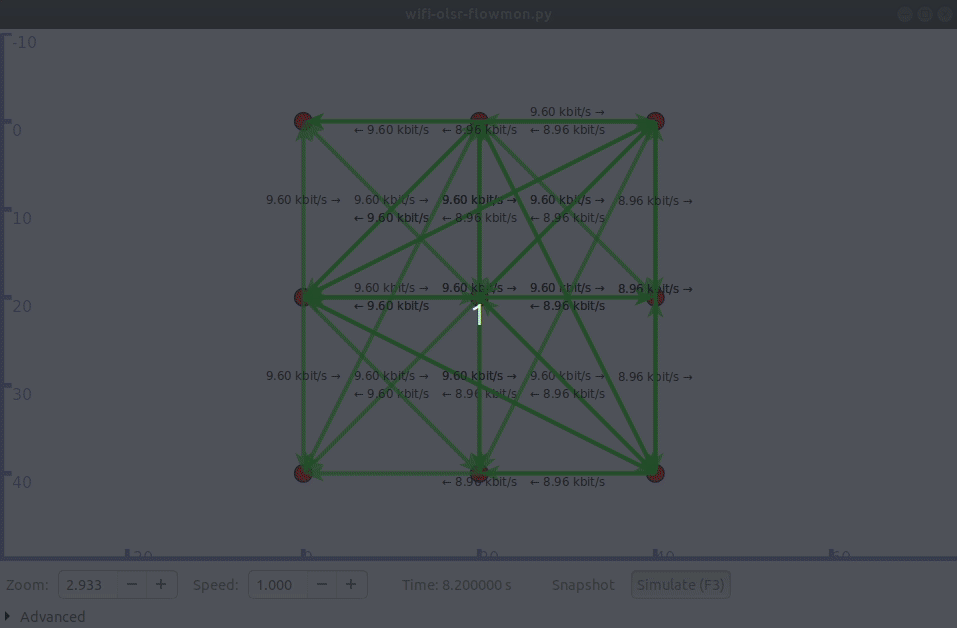 wifi-olsr-flowmon.py
-10
9.60 kbit/s →
0
← 9.60 kbit/s ← 8.96 kbit/s ← 8.96 kbit/s
9.60 kbit/s → 9.60 kbit/s → 9.60 kbit/s → 9.60 kbit/s → 8.96 kbit/s →
10
← 9.60 kbit/s ← 8.96 kbit/s ← 8.96 kbit/s
9.60 kbit/s → 9.60 kbit/s → 9.60 kbit/s → 8.96 kbit/s →
20
← 9.60 kbit/s ← 8.96 kbit/s
1
9.60 kbit/s → 9.60 kbit/s → 9.60 kbit/s → 9.60 kbit/s → 8.96 kbit/s →
30
← 9.60 kbit/s ← 8.96 kbit/s ← 8.96 kbit/s
40
← 8.96 kbit/s ← 8.96 kbit/s
Zoom: 2.933 − + Speed: 1.000 − + Time: 8.200000 s Snapshot Simulate (F3)
Advanced